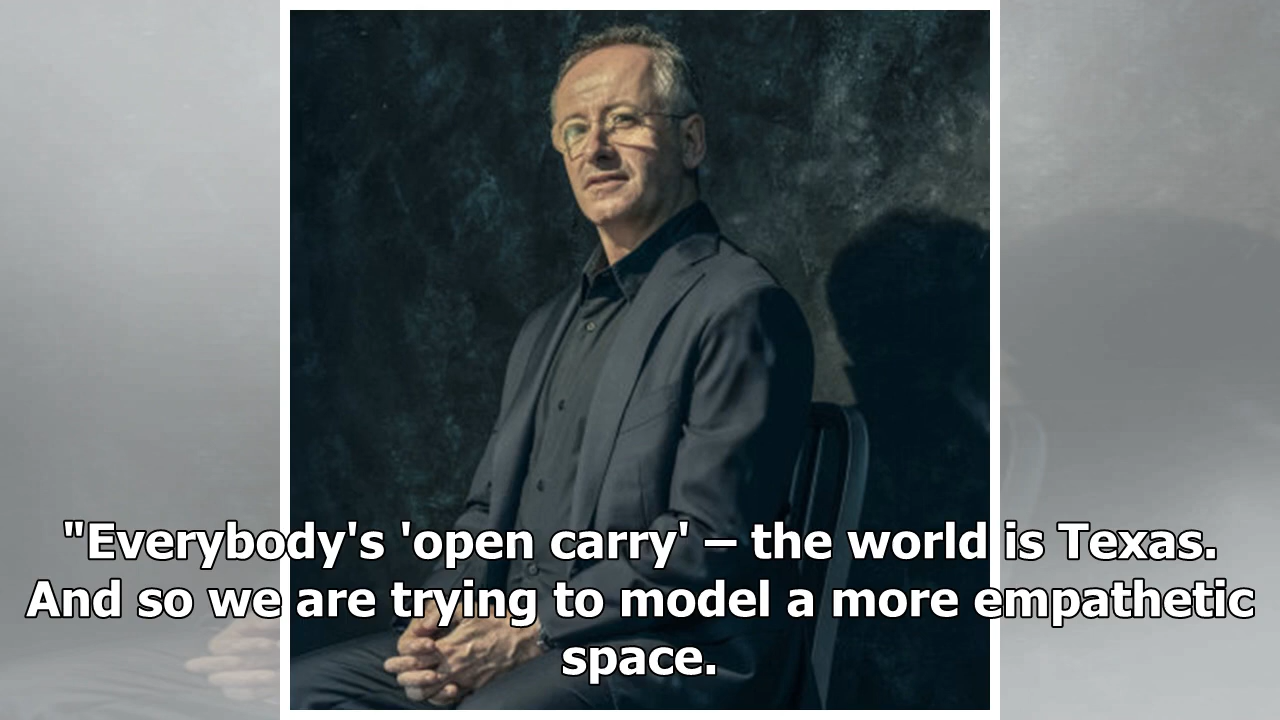 "Everybody's 'open carry' – the world is Texas.
And so we are trying to model a more empathetic
space.